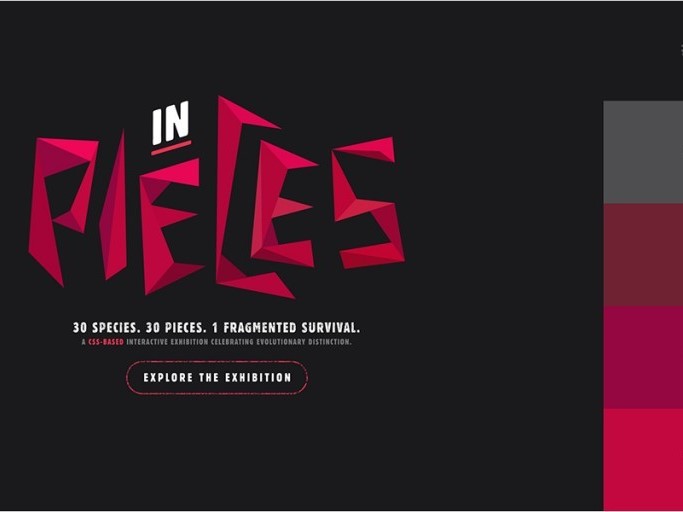 IN
PIECES
30 SPECIES. 30 PIECES. 1 FRAGMENTED SURVIVAL.
A CSS-BASED INTERACTIVE EXHIBITION CELEBRATING EVOLUTIONARY DISTINCTION.
EXPLORE THE EXHIBITION